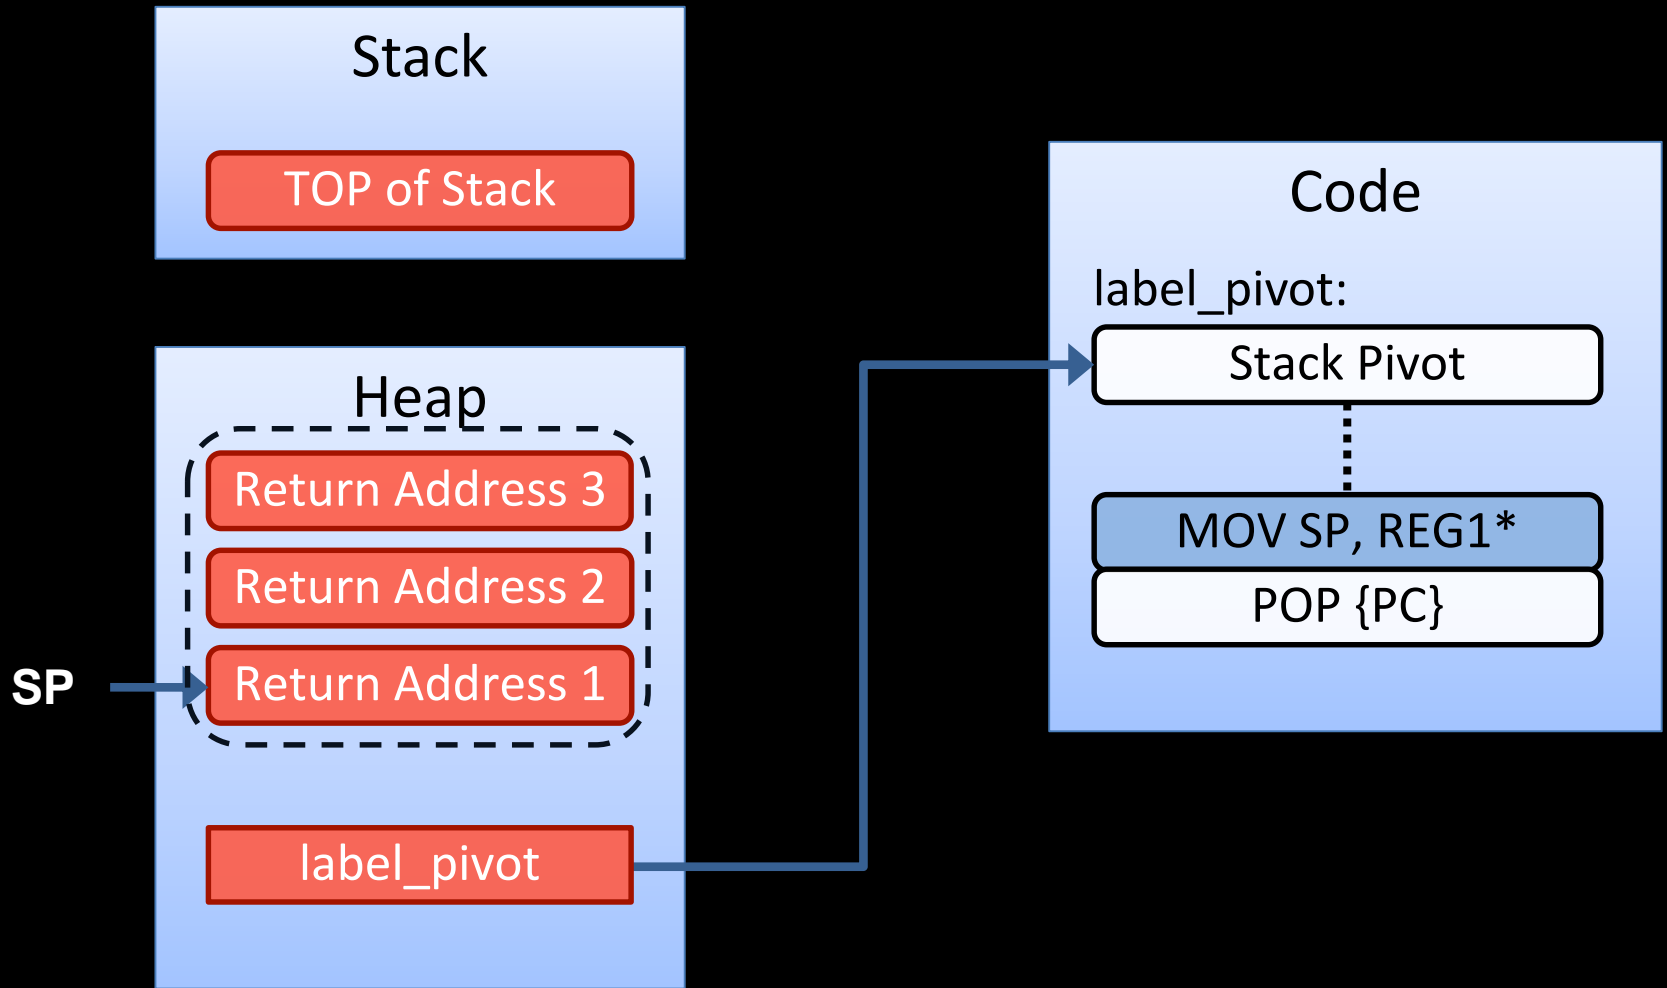 Stack
TOP of Stack
Heap
Return Address 3
Return Address 2
SP
Return Address 1
label_pivot
Code
label_pivot:
Stack Pivot
MOV SP, REG1*
POP {PC}